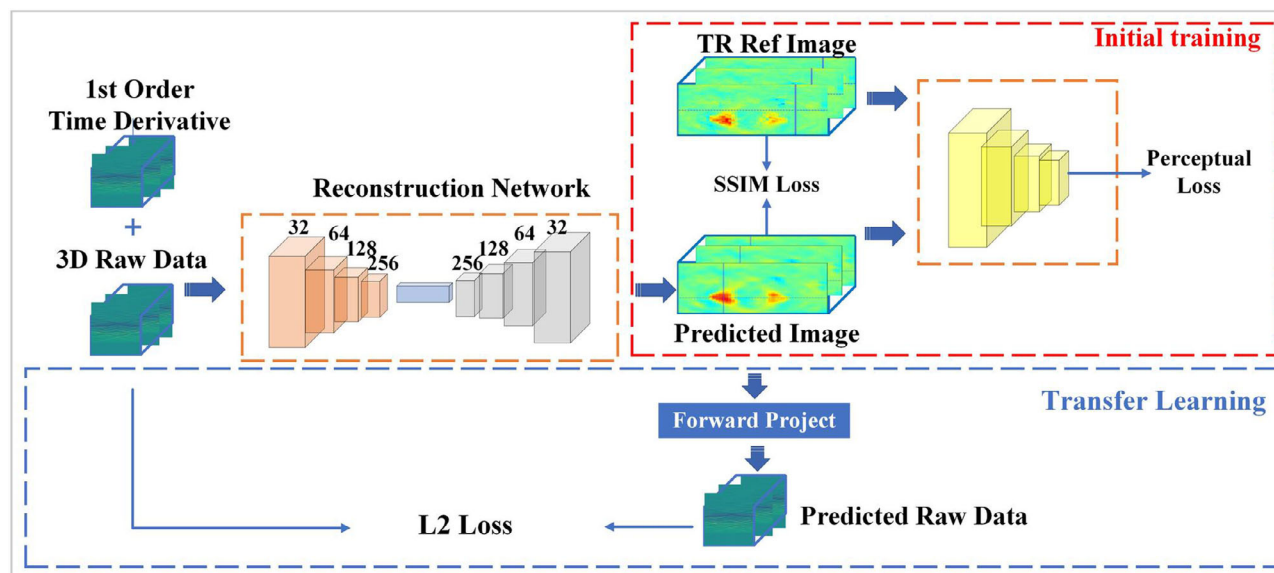 TR Ref Image
Initial training
1st Order
Time Derivative
+
3D Raw Data
Reconstruction Network
32
64
128
256
256
128
64
32
SSIM Loss
Perceptual
Loss
Predicted Image
Transfer Learning
Forward Project
L2 Loss
Predicted Raw Data